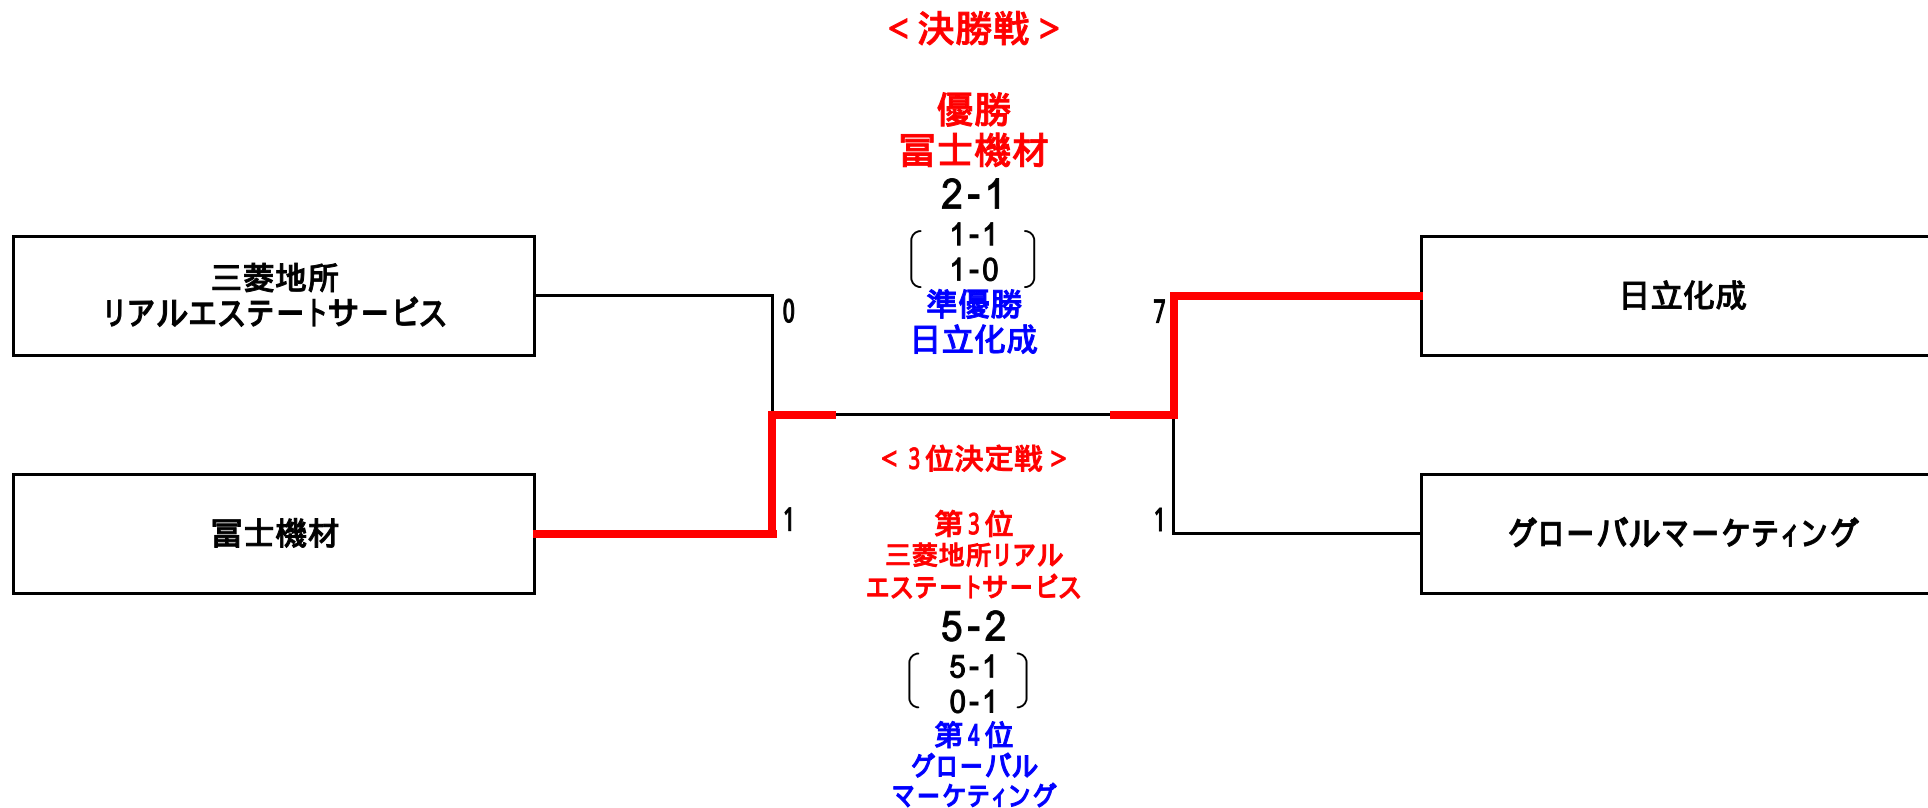 ＜決勝戦＞
優勝
冨士機材
2-1
1-1
1-0
準優勝
日立化成
三菱地所
リアルエステートサービス
0
7
日立化成
冨士機材
1
1
グローバルマーケティング
＜3位決定戦＞
第3位
三菱地所リアル
エステートサービス
5-2
5-1
0-1
第4位
グローバル
マーケティング